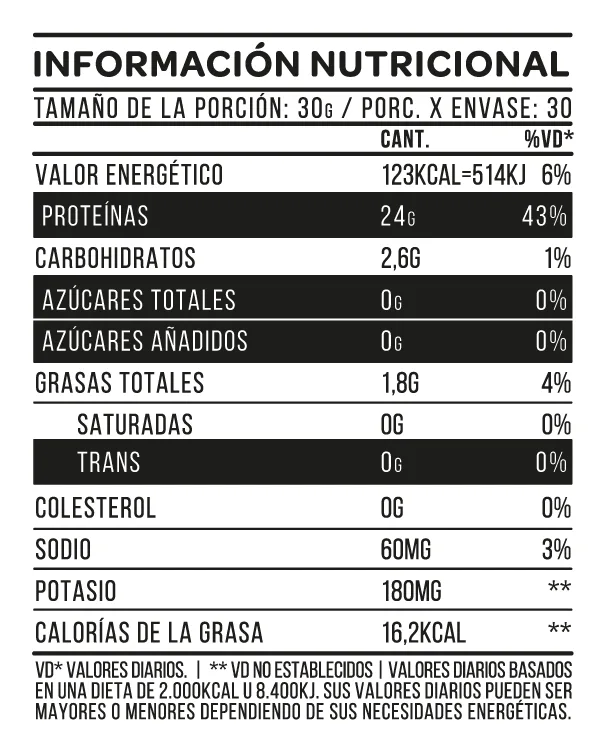 INFORMACIÓN NUTRICIONAL
TAMAÑO DE LA PORCIÓN: 30G / PORC. X ENVASE: 30
CANT. %VD*
VALOR ENERGÉTICO 123KCAL=514KJ 6%
PROTEÍNAS 24G 43%
CARBOHIDRATOS 2,6G 1%
AZÚCARES TOTALES 0G 0%
AZÚCARES AÑADIDOS 0G 0%
GRASAS TOTALES 1,8G 4%
SATURADAS 0G 0%
TRANS 0G 0%
COLESTEROL 0G 0%
SODIO 60MG 3%
POTASIO 180MG **
CALORÍAS DE LA GRASA 16,2KCAL **
VD* VALORES DIARIOS. | ** VD NO ESTABLECIDOS | VALORES DIARIOS BASADOS
EN UNA DIETA DE 2.000KCAL U 8.400KJ. SUS VALORES DIARIOS PUEDEN SER
MAYORES O MENORES DEPENDIENDO DE SUS NECESIDADES ENERGÉTICAS.